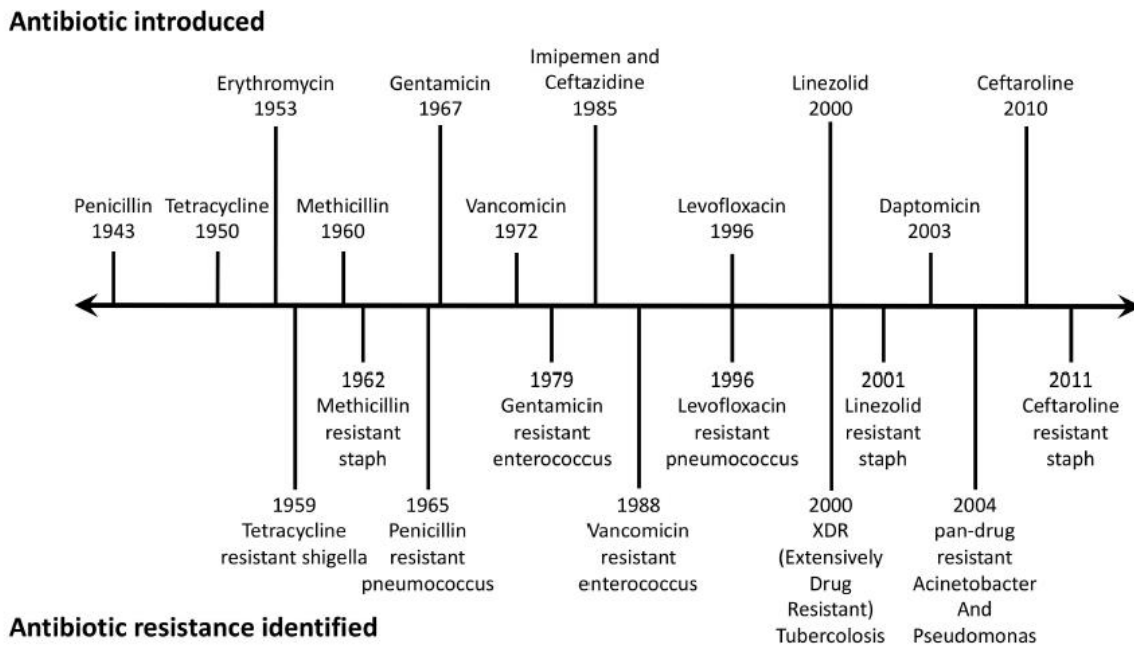 Antibiotic introduced
Imipemen and
Erythromycin
Gentamicin
Ceftazidine
Linezolid
Ceftaroline
1953
1967
1985
2000
2010
Penicillin
Tetracycline
Methicillin
Vancomicin
Levofloxacin
Daptomicin
1943
1950
1960
1972
1996
2003
1962
Methicillin
resistant
staph
1979
Gentamicin
resistant
enterococcus
1996
Levofloxacin
resistant
pneumococcus
2001
Linezolid
resistant
staph
2011
Ceftaroline
resistant
staph
1959
Tetracycline
resistant shigella
1965
Penicillin
resistant
pneumococcus
1988
Vancomicin
resistant
enterococcus
2000
XDR
(Extensively
Drug
Resistant)
Tubercolosis
2004
pan-drug
resistant
Acinetobacter
And
Pseudomonas
Antibiotic resistance identified